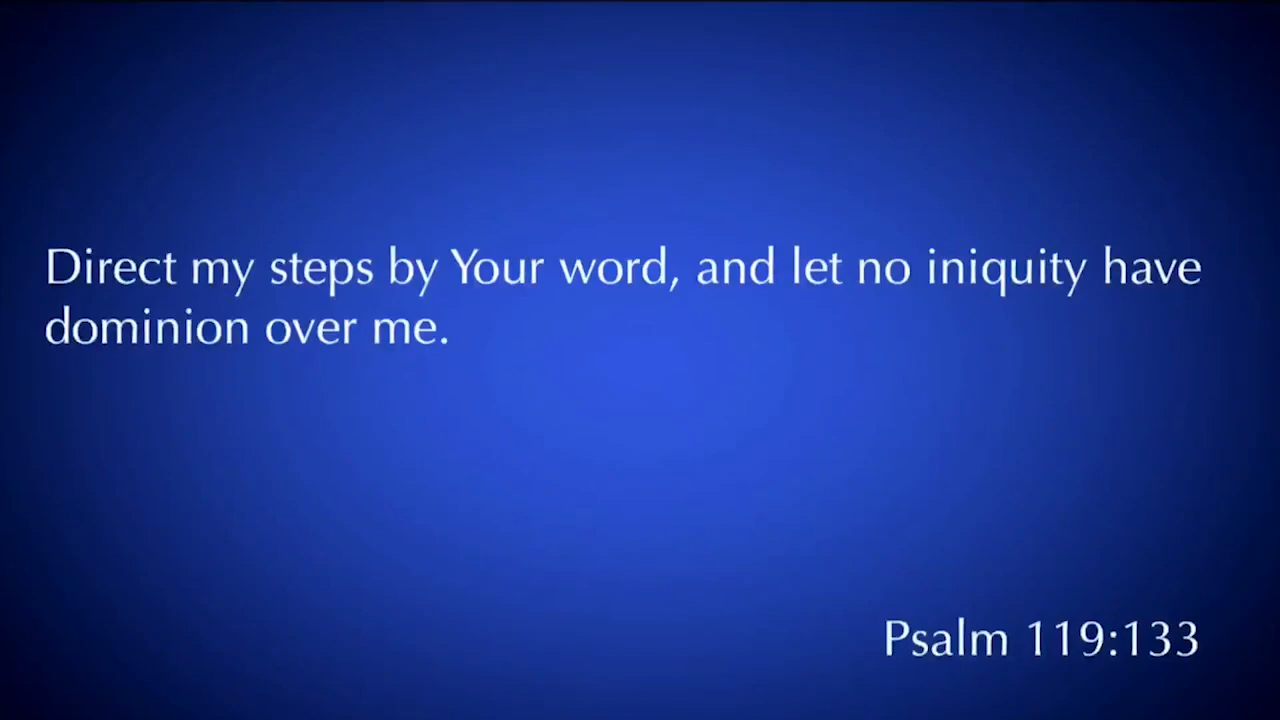 Direct my steps by Your word, and let no iniquity have
dominion over me.
Psalm 119:133